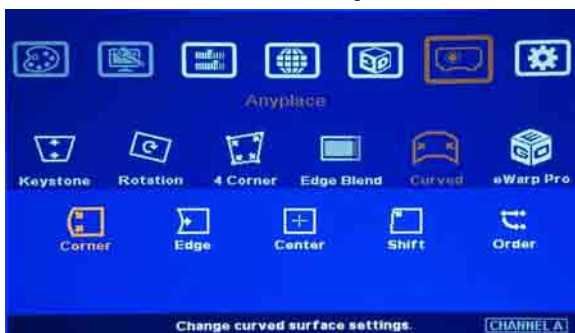 Anyplace
Keystone Rotation 4 Corner Edge Blend Curved eWarp Pro
Corner Edge Center Shift Order
Change curved surface settings. CHANNEL A